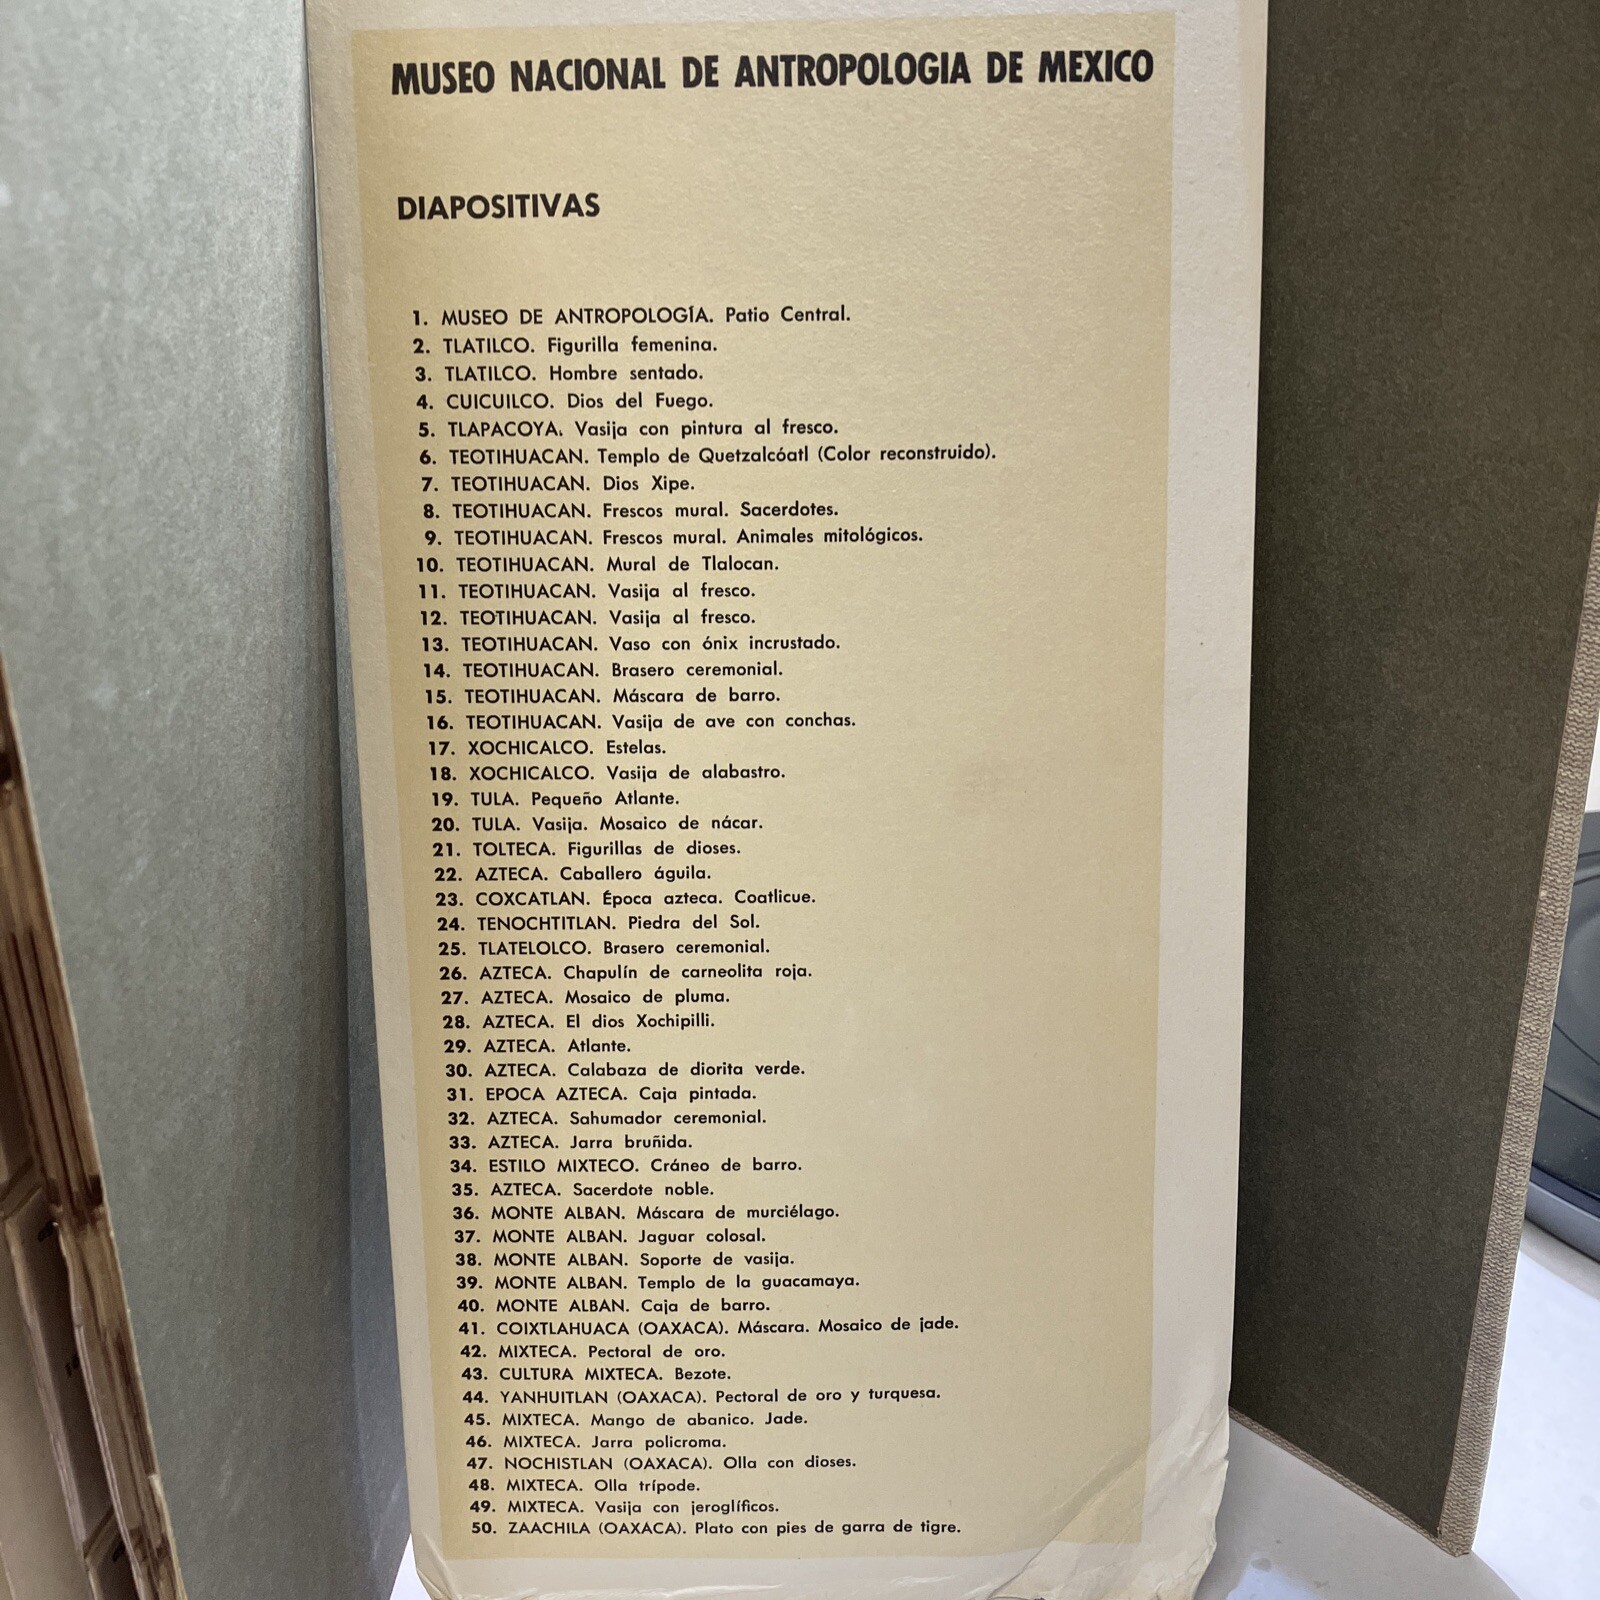 MUSEO NACIONAL DE ANTROPOLOGIA DE MEXICO
DIAPOSITIVAS
1. MUSEO DE ANTROPOLOGÍA. Patio Central.
2. TLATILCO. Figurilla femenina.
3. TLATILCO. Hombre sentado.
4. CUICUILCO. Dios del Fuego.
5. TLAPACOYA. Vasija con pintura al fresco.
6. TEOTIHUACAN. Templo de Quetzalcóatl (Color reconstruido).
7. TEOTIHUACAN. Dios Xipe.
8. TEOTIHUACAN. Frescos mural. Sacerdotes.
9. TEOTIHUACAN. Frescos mural. Animales mitológicos.
10. TEOTIHUACAN. Mural de Tlalocan.
11. TEOTIHUACAN. Vasija al fresco.
12. TEOTIHUACAN. Vasija al fresco.
13. TEOTIHUACAN. Vaso con ónix incrustado.
14. TEOTIHUACAN. Brasero ceremonial.
15. TEOTIHUACAN. Máscara de barro.
16. TEOTIHUACAN. Vasija de ave con conchas.
17. XOCHICALCO. Estelas.
18. XOCHICALCO. Vasija de alabastro.
19. TULA. Pequeño Atlante.
20. TULA. Vasija. Mosaico de nácar.
21. TOLTECA. Figurillas de dioses.
22. AZTECA. Caballero águila.
23. COXCATLAN. Época azteca. Coatlicue.
24. TENOCHTITLAN. Piedra del Sol.
25. TLATELOLCO. Brasero ceremonial.
26. AZTECA. Chapulín de carneolita roja.
27. AZTECA. Mosaico de pluma.
28. AZTECA. El dios Xochipilli.
29. AZTECA. Atlante.
30. AZTECA. Calabaza de diorita verde.
31. EPOCA AZTECA. Caja pintada.
32. AZTECA. Sahumador ceremonial.
33. AZTECA. Jarra bruñida.
34. ESTILO MIXTECO. Cráneo de barro.
35. AZTECA. Sacerdote noble.
36. MONTE ALBAN. Máscara de murciélago.
37. MONTE ALBAN. Jaguar colosal.
38. MONTE ALBAN. Soporte de vasija.
39. MONTE ALBAN. Templo de la guacamaya.
40. MONTE ALBAN. Caja de barro.
41. COIXTLAHUACA (OAXACA). Máscara. Mosaico de jade.
42. MIXTECA. Pectoral de oro.
43. CULTURA MIXTECA. Bezote.
44. YANHUITLAN (OAXACA). Pectoral de oro y turquesa.
45. MIXTECA. Mango de abanico. Jade.
46. MIXTECA. Jarra policroma.
47. NOCHISTLAN (OAXACA). Olla con dioses.
48. MIXTECA. Olla trípode.
49. MIXTECA. Vasija con jeroglíficos.
50. ZAACHILA (OAXACA). Plato con pies de garra de tigre.